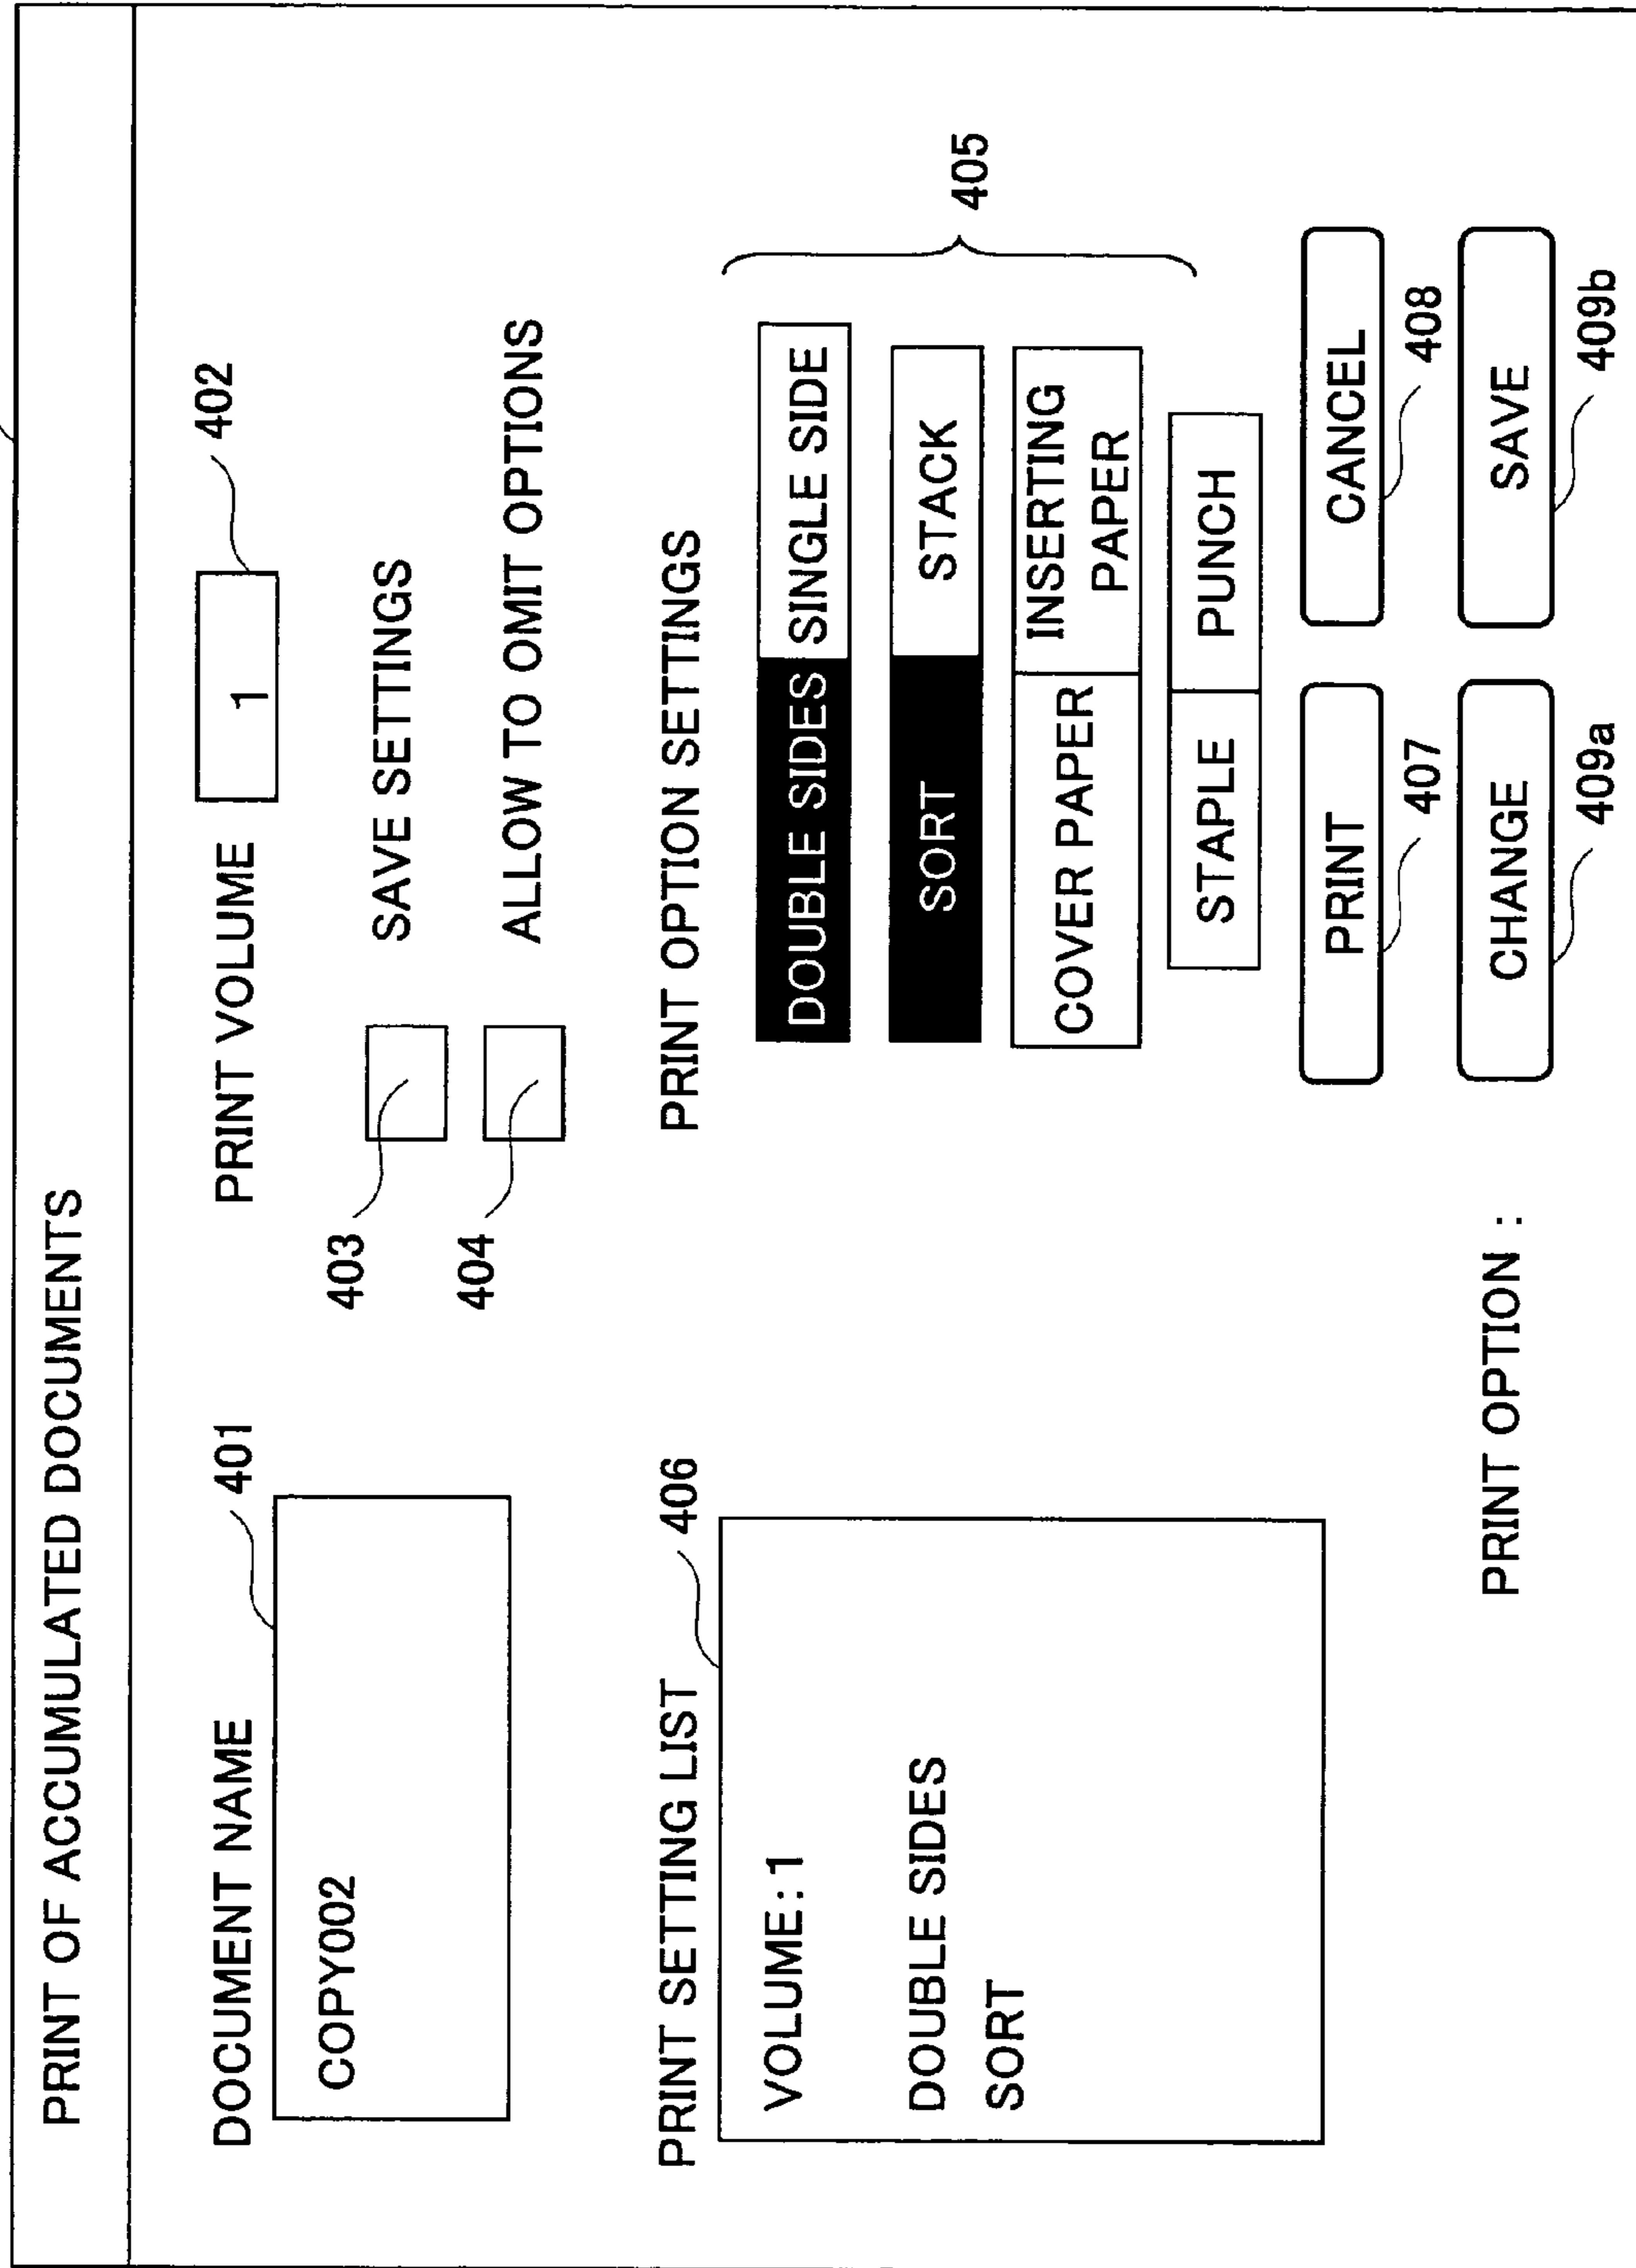 PRINT OF ACCUMULATED DOCUMENTS
DOCUMENT NAME
401
COPY002
PRINT VOLUME
1
402
403
SAVE SETTINGS
404
ALLOW TO OMIT OPTIONS
PRINT SETTING LIST
406
VOLUME: 1
DOUBLE SIDES
SORT
PRINT OPTION SETTINGS
DOUBLE SIDES SINGLE SIDE
SORT STACK
COVER PAPER INSERTING
PAPER
STAPLE PUNCH
405
PRINT CANCEL
407 408
PRINT OPTION :
CHANGE SAVE
409a 409b